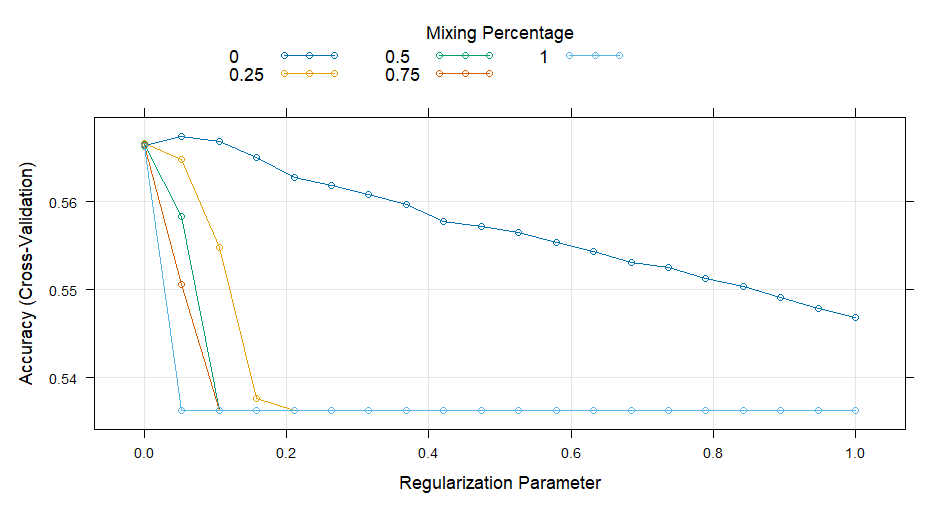 Mixing Percentage
0 0.5 1
0.25 0.75
Accuracy (Cross-Validation)
0.56
0.55
0.54
0.0 0.2 0.4 0.6 0.8 1.0
Regularization Parameter